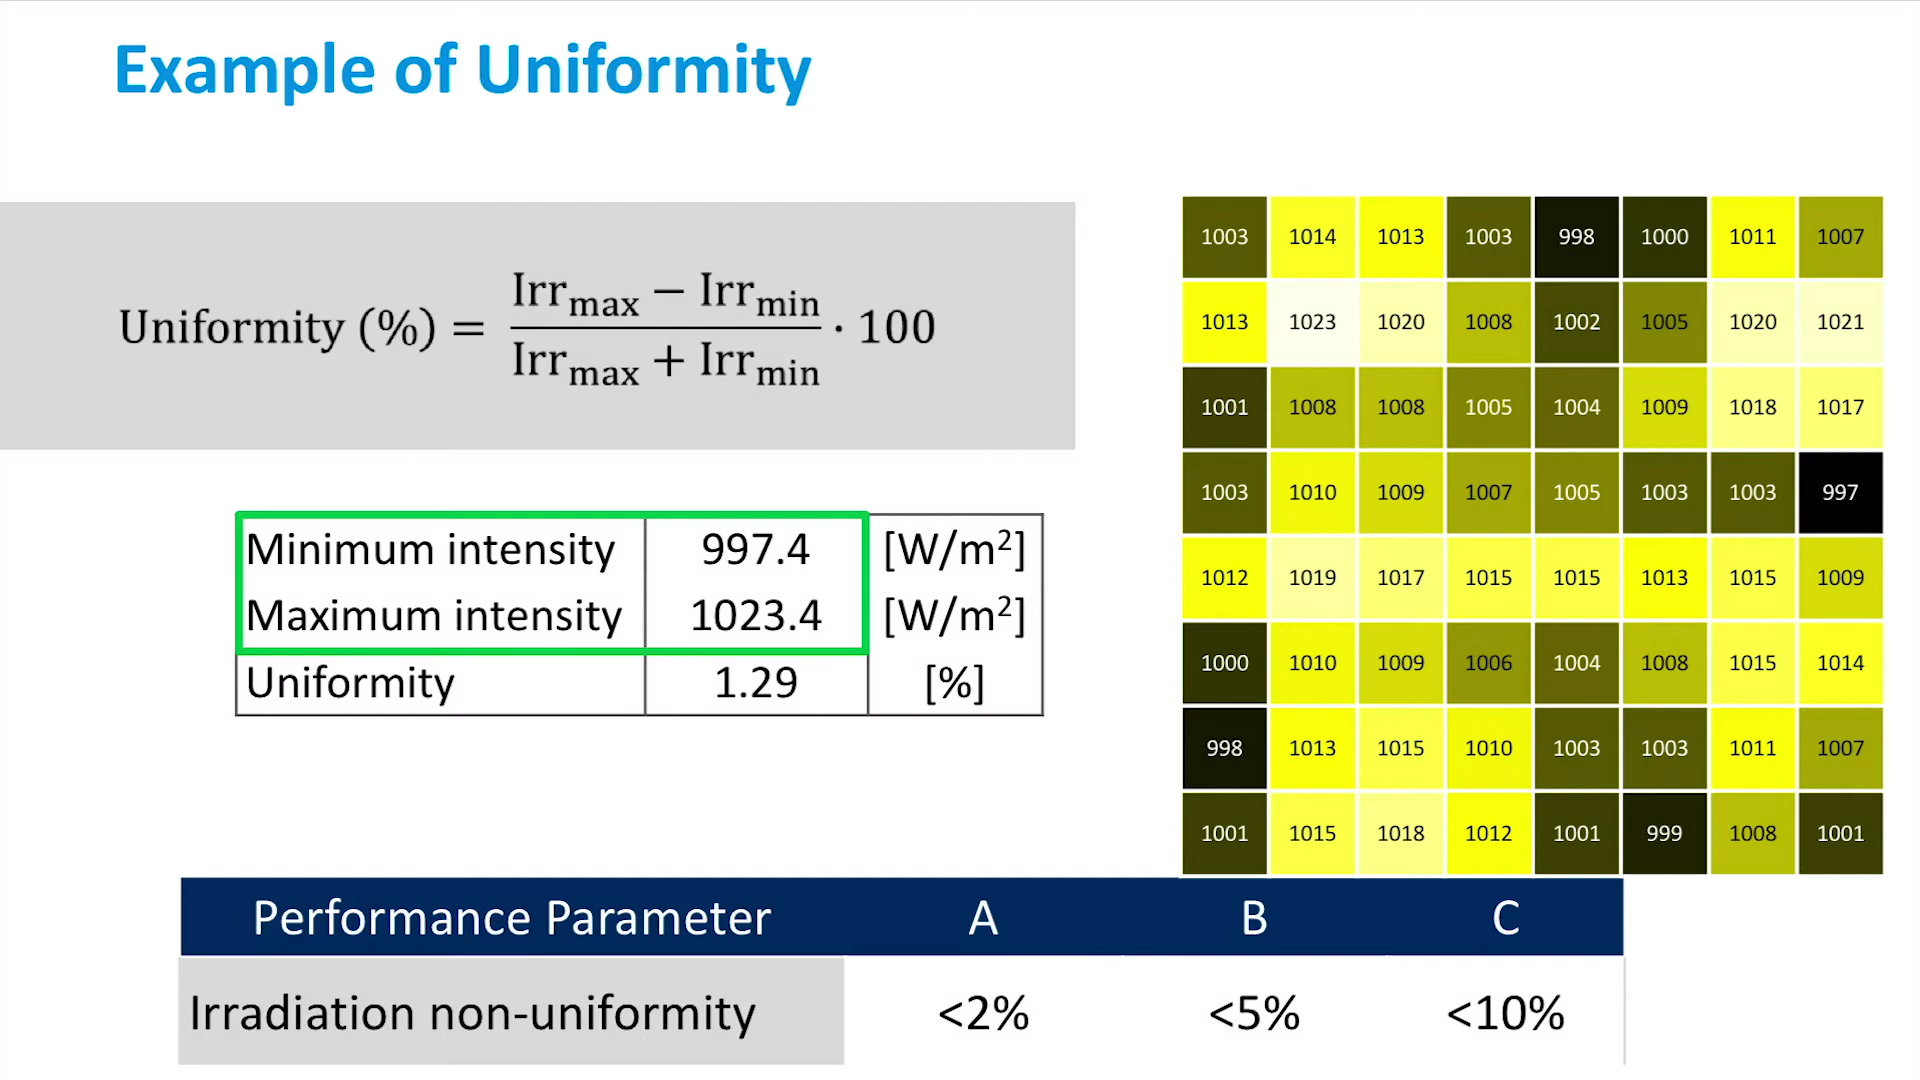 Example of Uniformity
Uniformity (%) = Irrmax − Irrmin / Irrmax + Irrmin · 100
Minimum intensity 997.4 [W/m²]
Maximum intensity 1023.4 [W/m²]
Uniformity 1.29 [%]
1003 1014 1013 1003 998 1000 1011 1007
1013 1023 1020 1008 1002 1005 1020 1021
1001 1008 1008 1005 1004 1009 1018 1017
1003 1010 1009 1007 1005 1003 1003 997
1012 1019 1017 1015 1015 1013 1015 1009
1000 1010 1009 1006 1004 1008 1015 1014
998 1013 1015 1010 1003 1003 1011 1007
1001 1015 1018 1012 1001 999 1008 1001
Performance Parameter A B C
Irradiation non-uniformity <2% <5% <10%